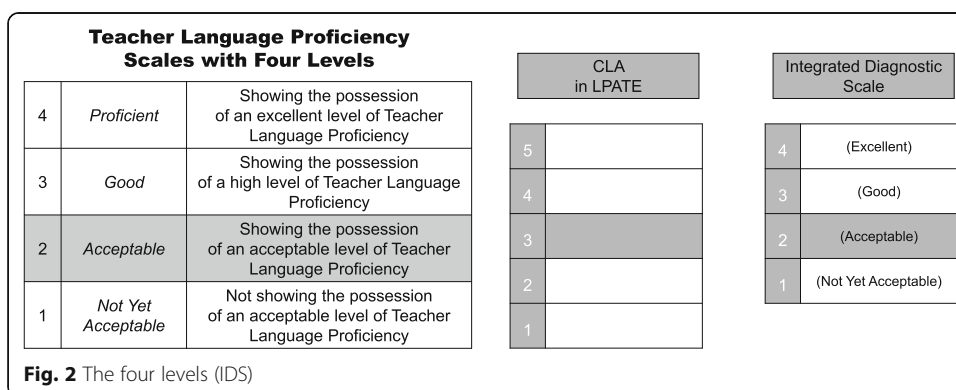 Teacher Language Proficiency
Scales with Four Levels
4
Proficient
Showing the possession
of an excellent level of Teacher
Language Proficiency
3
Good
Showing the possession
of a high level of Teacher Language
Proficiency
2
Acceptable
Showing the possession
of an acceptable level of Teacher
Language Proficiency
1
Not Yet
Acceptable
Not showing the possession
of an acceptable level of Teacher
Language Proficiency
CLA
in LPATE
5
4
3
2
1
Integrated Diagnostic
Scale
4
(Excellent)
3
(Good)
2
(Acceptable)
1
(Not Yet Acceptable)
Fig. 2 The four levels (IDS)